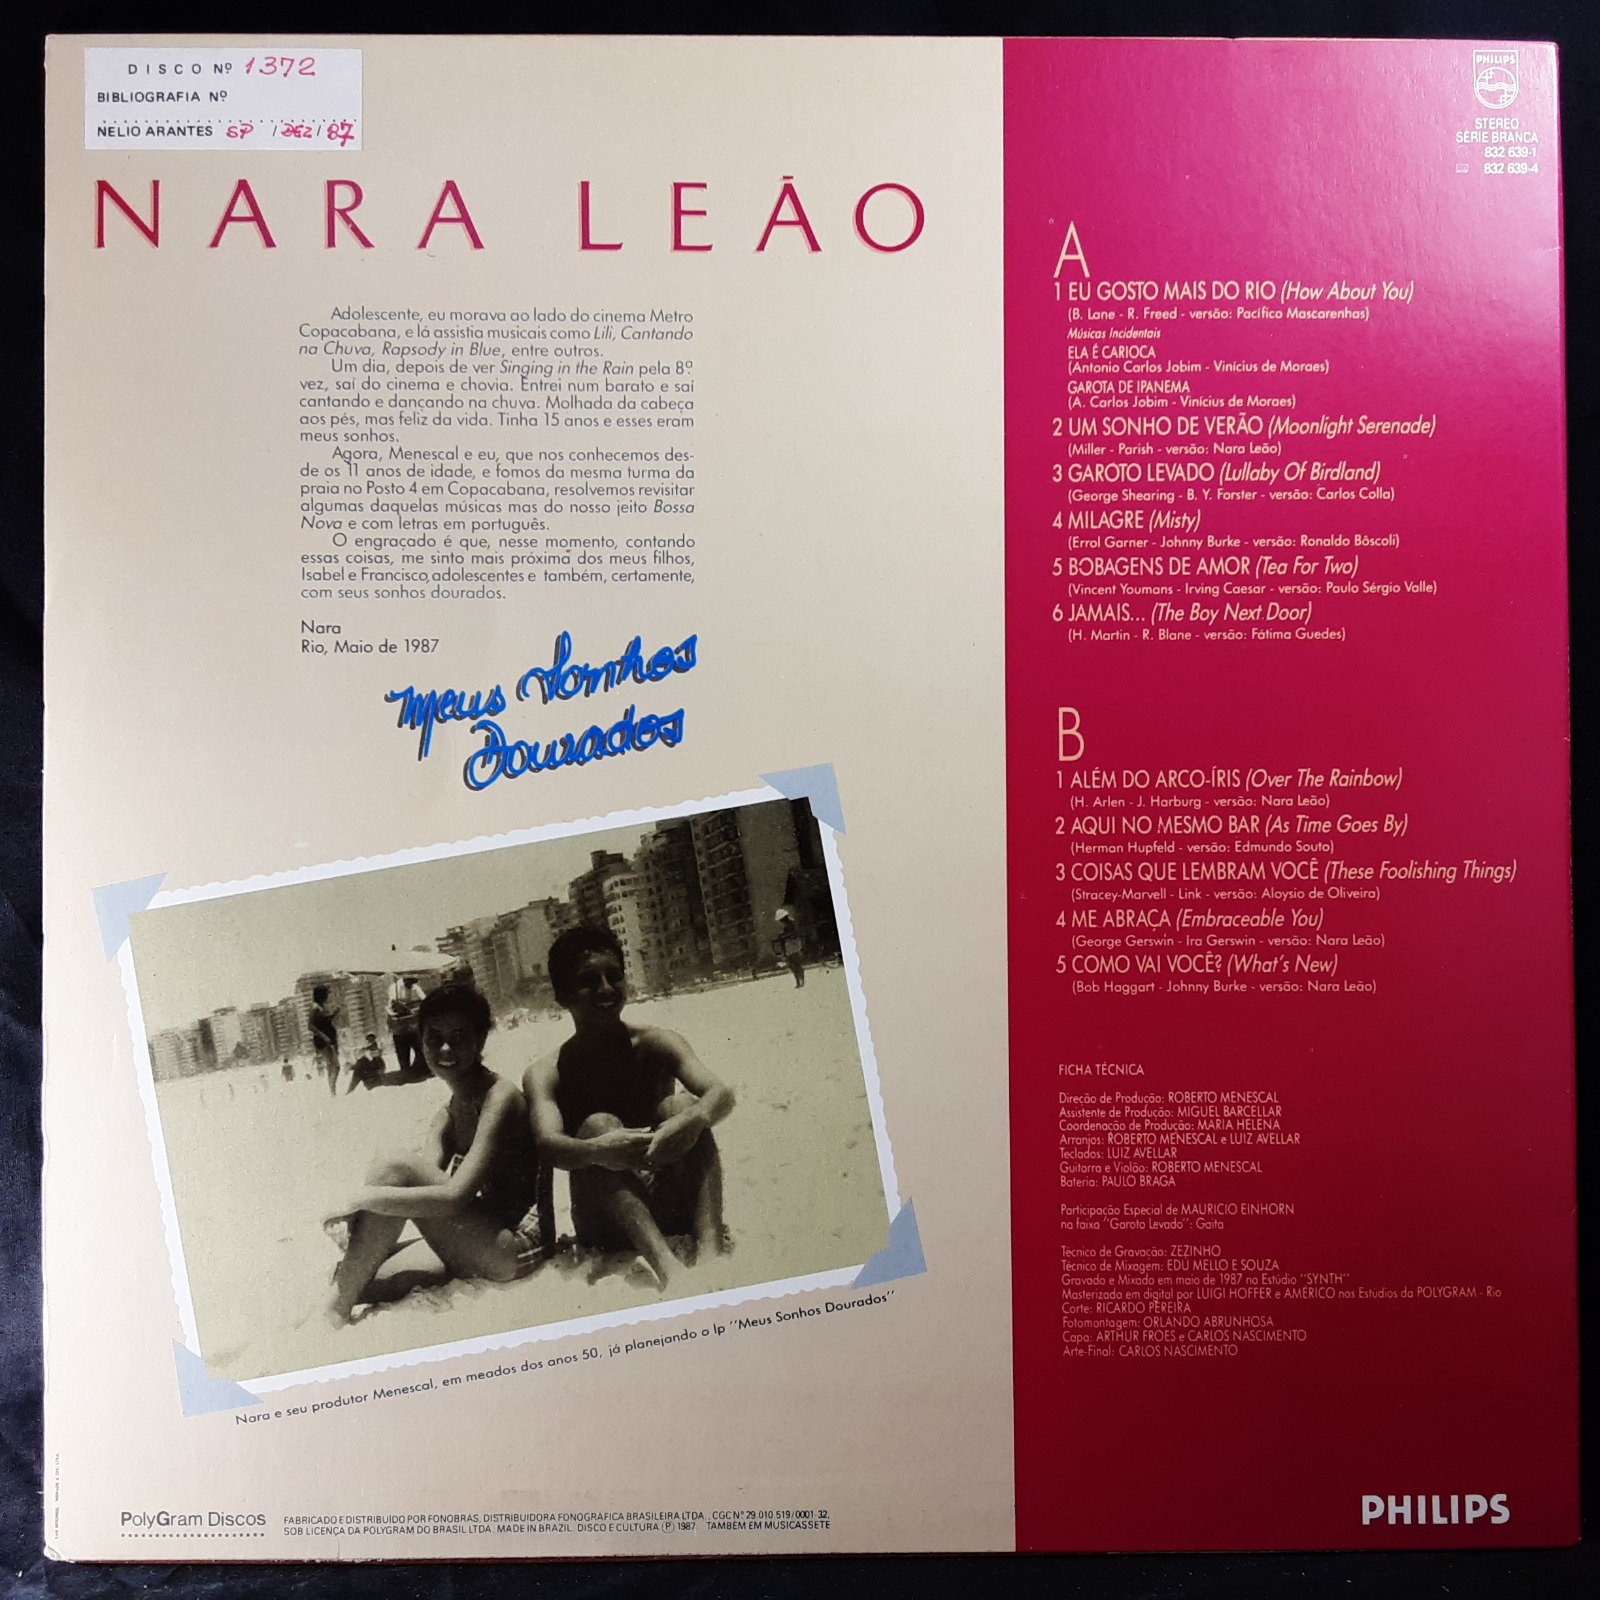 DISCO Nº 1372
BIBLIOGRAFIA Nº
NELIO ARANTES SP / DEZ / 87
NARA LEÃO
Adolescente, eu morava ao lado do cinema Metro
Copacabana, e lá assistia musicais como Lili, Cantando
na Chuva, Rapsody in Blue, entre outros.
Um dia, depois de ver Singing in the Rain pela 8ª
vez, saí do cinema e chovia. Entrei num barato e saí
cantando e dançando na chuva. Molhada da cabeça
aos pés, mas feliz da vida. Tinha 15 anos e esses eram
meus sonhos.
Agora, Menescal e eu, que nos conhecemos des-
de os 11 anos de idade, e fomos da mesma turma da
praia no Posto 4 em Copacabana, resolvemos revisitar
algumas daquelas músicas mas do nosso jeito Bossa
Nova e com letras em português.
O engraçado é que, nesse momento, contando
essas coisas, me sinto mais próxima dos meus filhos,
Isabel e Francisco, adolescentes e também, certamente,
com seus sonhos dourados.
Nara
Rio, Maio de 1987
Meus Sonhos
Dourados
Nara e seu produtor Menescal, em meados dos anos 50, já planejando o lp "Meus Sonhos Dourados"
PolyGram Discos
FABRICADO E DISTRIBUÍDO POR FONOBRAS, DISTRIBUIDORA FONOGRÁFICA BRASILEIRA LTDA., CGC Nº 29.010.519/0001-32,
SOB LICENÇA DA POLYGRAM DO BRASIL LTDA. MADE IN BRAZIL. DISCO É CULTURA (P) 1987. TAMBÉM EM MUSICASSETE
PHILIPS
STEREO
SÉRIE BRANCA
832 639-1
832 639-4
A
1 EU GOSTO MAIS DO RIO (How About You)
(B. Lane - R. Freed - versão: Pacífico Mascarenhas)
Músicas Incidentais
ELA É CARIOCA
(Antonio Carlos Jobim - Vinícius de Moraes)
GAROTA DE IPANEMA
(A. Carlos Jobim - Vinícius de Moraes)
2 UM SONHO DE VERÃO (Moonlight Serenade)
(Miller - Parish - versão: Nara Leão)
3 GAROTO LEVADO (Lullaby Of Birdland)
(George Shearing - B. Y. Forster - versão: Carlos Colla)
4 MILAGRE (Misty)
(Errol Garner - Johnny Burke - versão: Ronaldo Bôscoli)
5 BOBAGENS DE AMOR (Tea For Two)
(Vincent Youmans - Irving Caesar - versão: Paulo Sérgio Valle)
6 JAMAIS... (The Boy Next Door)
(H. Martin - R. Blane - versão: Fátima Guedes)
B
1 ALÉM DO ARCO-ÍRIS (Over The Rainbow)
(H. Arlen - J. Harburg - versão: Nara Leão)
2 AQUI NO MESMO BAR (As Time Goes By)
(Herman Hupfeld - versão: Edmundo Souto)
3 COISAS QUE LEMBRAM VOCÊ (These Foolishing Things)
(Stracey-Marvell - Link - versão: Aloysio de Oliveira)
4 ME ABRAÇA (Embraceable You)
(George Gerswin - Ira Gerswin - versão: Nara Leão)
5 COMO VAI VOCÊ? (What's New)
(Bob Haggart - Johnny Burke - versão: Nara Leão)
FICHA TÉCNICA
Direção de Produção: ROBERTO MENESCAL
Assistente de Produção: MIGUEL BARCELLAR
Coordenação de Produção: MARIA HELENA
Arranjos: ROBERTO MENESCAL e LUIZ AVELLAR
Teclados: LUIZ AVELLAR
Guitarra e Violão: ROBERTO MENESCAL
Bateria: PAULO BRAGA
Participação Especial de MAURICIO EINHORN
na faixa "Garoto Levado": Gaita
Técnico de Gravação: ZEZINHO
Técnico de Mixagem: EDU MELLO E SOUZA
Gravado e Mixado em maio de 1987 no Estúdio "SYNTH"
Masterizado em digital por LUIGI HOFFER e AMÉRICO nos Estúdios da POLYGRAM - Rio
Corte: RICARDO PEREIRA
Fotomontagem: ORLANDO ABRUNHOSA
Capa: ARTHUR FROES e CARLOS NASCIMENTO
Arte-Final: CARLOS NASCIMENTO
PHILIPS